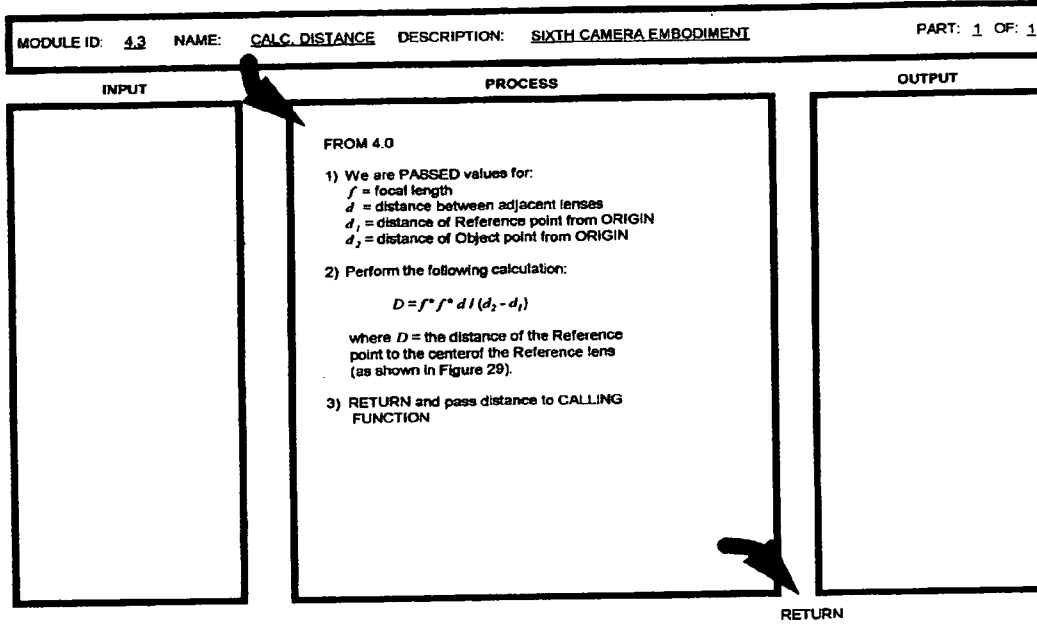 MODULE ID: 4.3 NAME: CALC. DISTANCE DESCRIPTION: SIXTH CAMERA EMBODIMENT PART: 1 OF: 1
INPUT PROCESS OUTPUT
FROM 4.0
1) We are PASSED values for:
f = focal length
d = distance between adjacent lenses
d₁ = distance of Reference point from ORIGIN
d₂ = distance of Object point from ORIGIN
2) Perform the following calculation:
D = f * f * d / (d₂ - d₁)
where D = the distance of the Reference
point to the centerof the Reference lens
(as shown in Figure 29).
3) RETURN and pass distance to CALLING
FUNCTION
RETURN